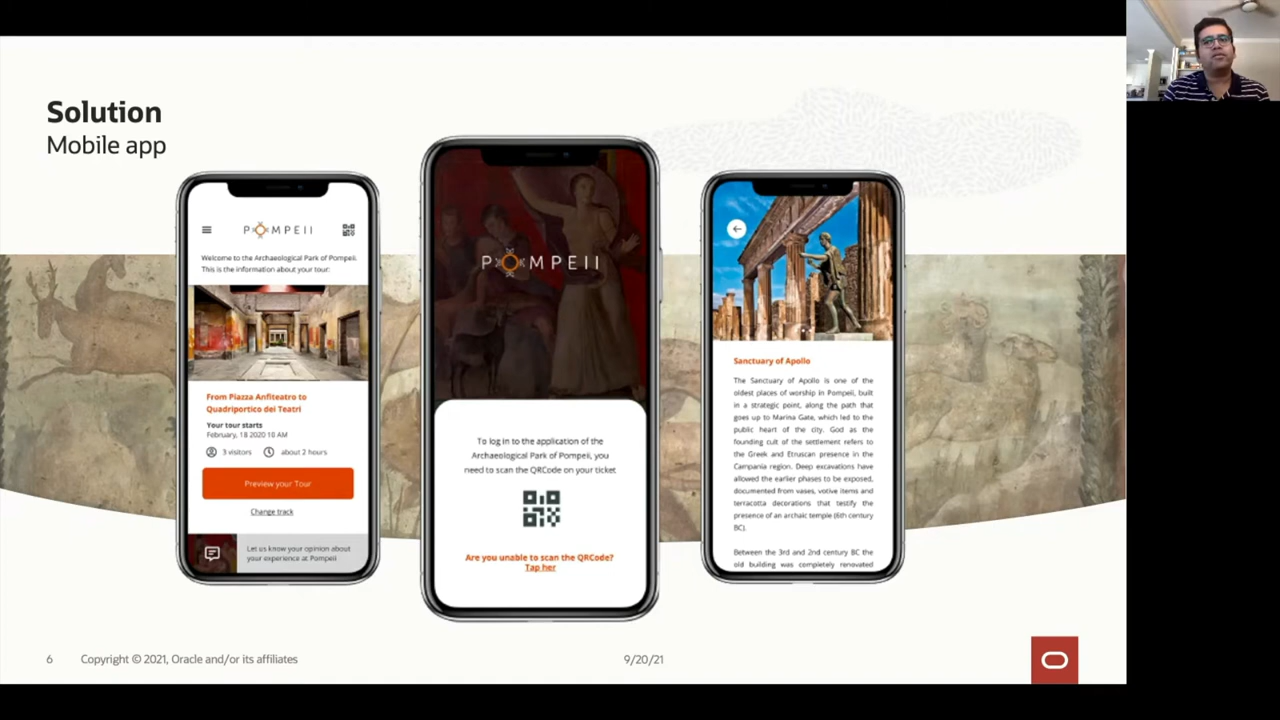 Solution
Mobile app
POMPEII
Welcome to the Archaeological Park of Pompeii.
This is the information about your tour:
From Piazza Anfiteatro to
Quadriportico dei Teatri
Your tour starts
February, 18 2020 10 AM
3 visitors about 2 hours
Preview your Tour
Change track
Let us know your opinion about
your experience at Pompeii
POMPEII
To log in to the application of the
Archaeological Park of Pompeii, you
need to scan the QRCode on your ticket
Are you unable to scan the QRCode?
Tap her
Sanctuary of Apollo
The Sanctuary of Apollo is one of the
oldest places of worship in Pompeii, built
in a strategic point, along the path that
goes up to Marina Gate, which led to the
public heart of the city. God as the
founding cult of the settlement refers to
the Greek and Etruscan presence in the
Campania region. Deep excavations have
allowed the earlier phases to be exposed,
documented from vases, votive items and
terracotta decorations that testify the
presence of an archaic temple (6th century
BC).
Between the 3rd and 2nd century BC the
old building was completely renovated
6 Copyright © 2021, Oracle and/or its affiliates 9/20/21